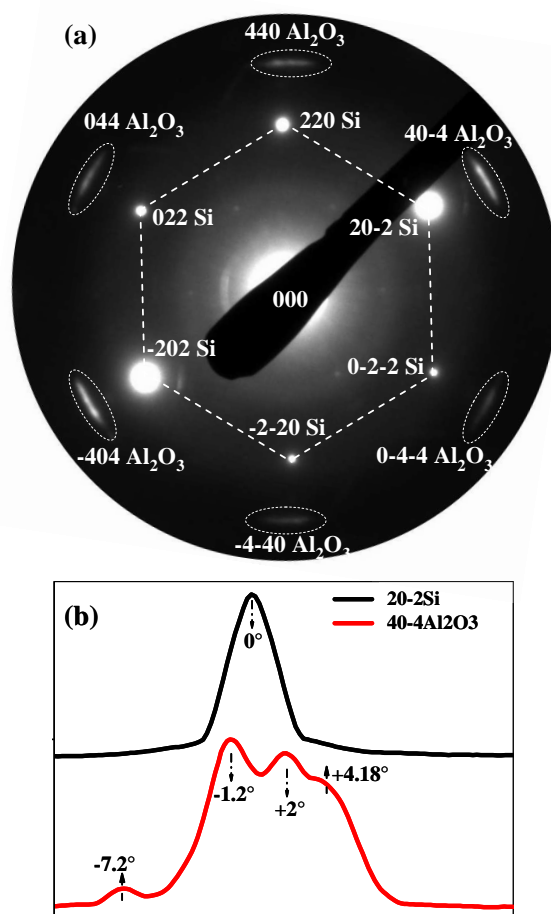 (a)
440 Al₂O₃
044 Al₂O₃
220 Si
40-4 Al₂O₃
022 Si
20-2 Si
000
-202 Si
0-2-2 Si
-2-20 Si
-404 Al₂O₃
0-4-4 Al₂O₃
-4-40 Al₂O₃
(b)
20-2Si
40-4Al2O3
0°
-1.2°
+2°
+4.18°
-7.2°